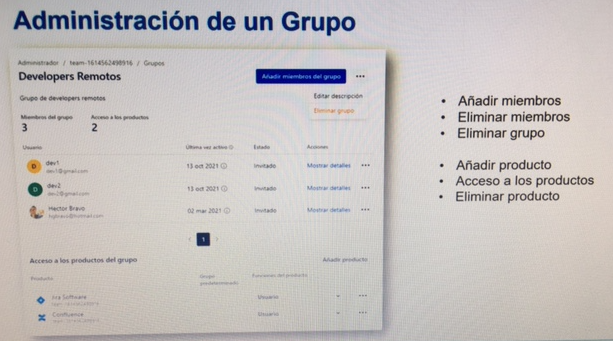 Administración de un Grupo
Administrador / team-1614562498916 / Grupos
Developers Remotos
Añadir miembros del grupo ...
Grupo de developers remotos
Editar descripción
Eliminar grupo
Miembros del grupo Acceso a los productos
3 2
Usuario Última vez activo Estado Acciones
D dev1 13 oct 2021 Invitado Mostrar detalles ...
dev1@gmail.com
D dev2 13 oct 2021 Invitado Mostrar detalles ...
dev2@gmail.com
Hector Bravo 02 mar 2021 Invitado Mostrar detalles ...
hgbravo@hotmail.com
< 1 >
Acceso a los productos del grupo Añadir producto
Producto Grupo predeterminado Funciones del producto
Jira Software Usuario - ...
Confluence Usuario - ...
• Añadir miembros
• Eliminar miembros
• Eliminar grupo
• Añadir producto
• Acceso a los productos
• Eliminar producto